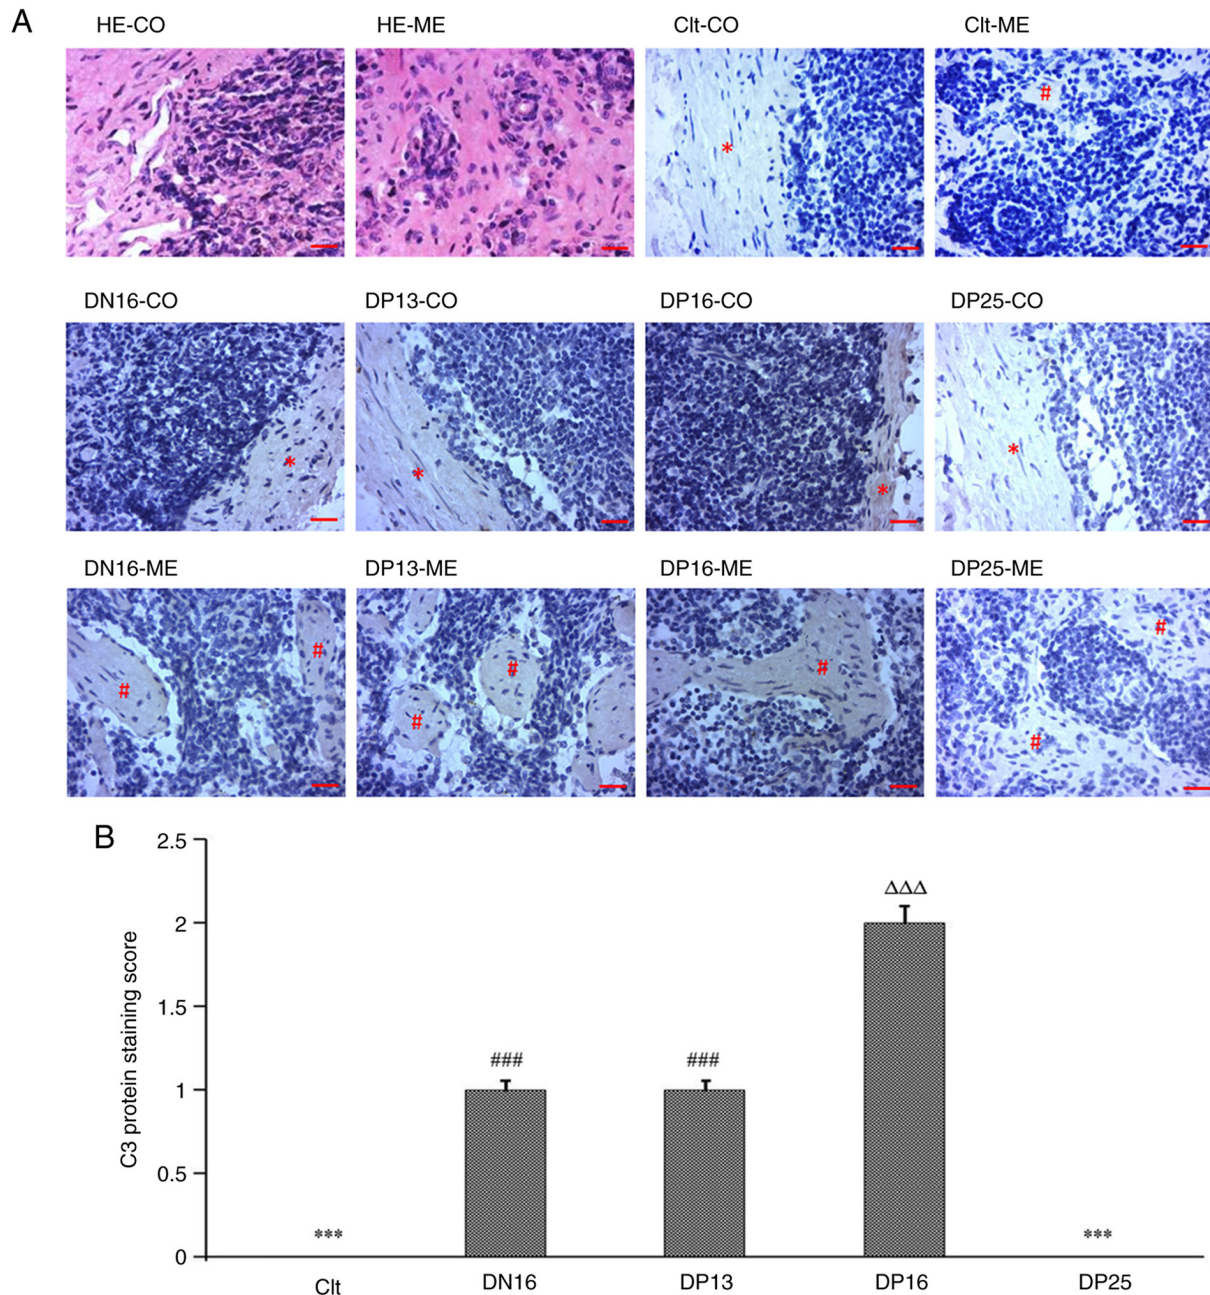 A
HE-CO HE-ME Clt-CO Clt-ME
* #
DN16-CO DP13-CO DP16-CO DP25-CO
* * * *
DN16-ME DP13-ME DP16-ME DP25-ME
# # # # # # #
B
C3 protein staining score
2.5
2
1.5
1
0.5
0
*** ### ### ΔΔΔ ***
Clt DN16 DP13 DP16 DP25